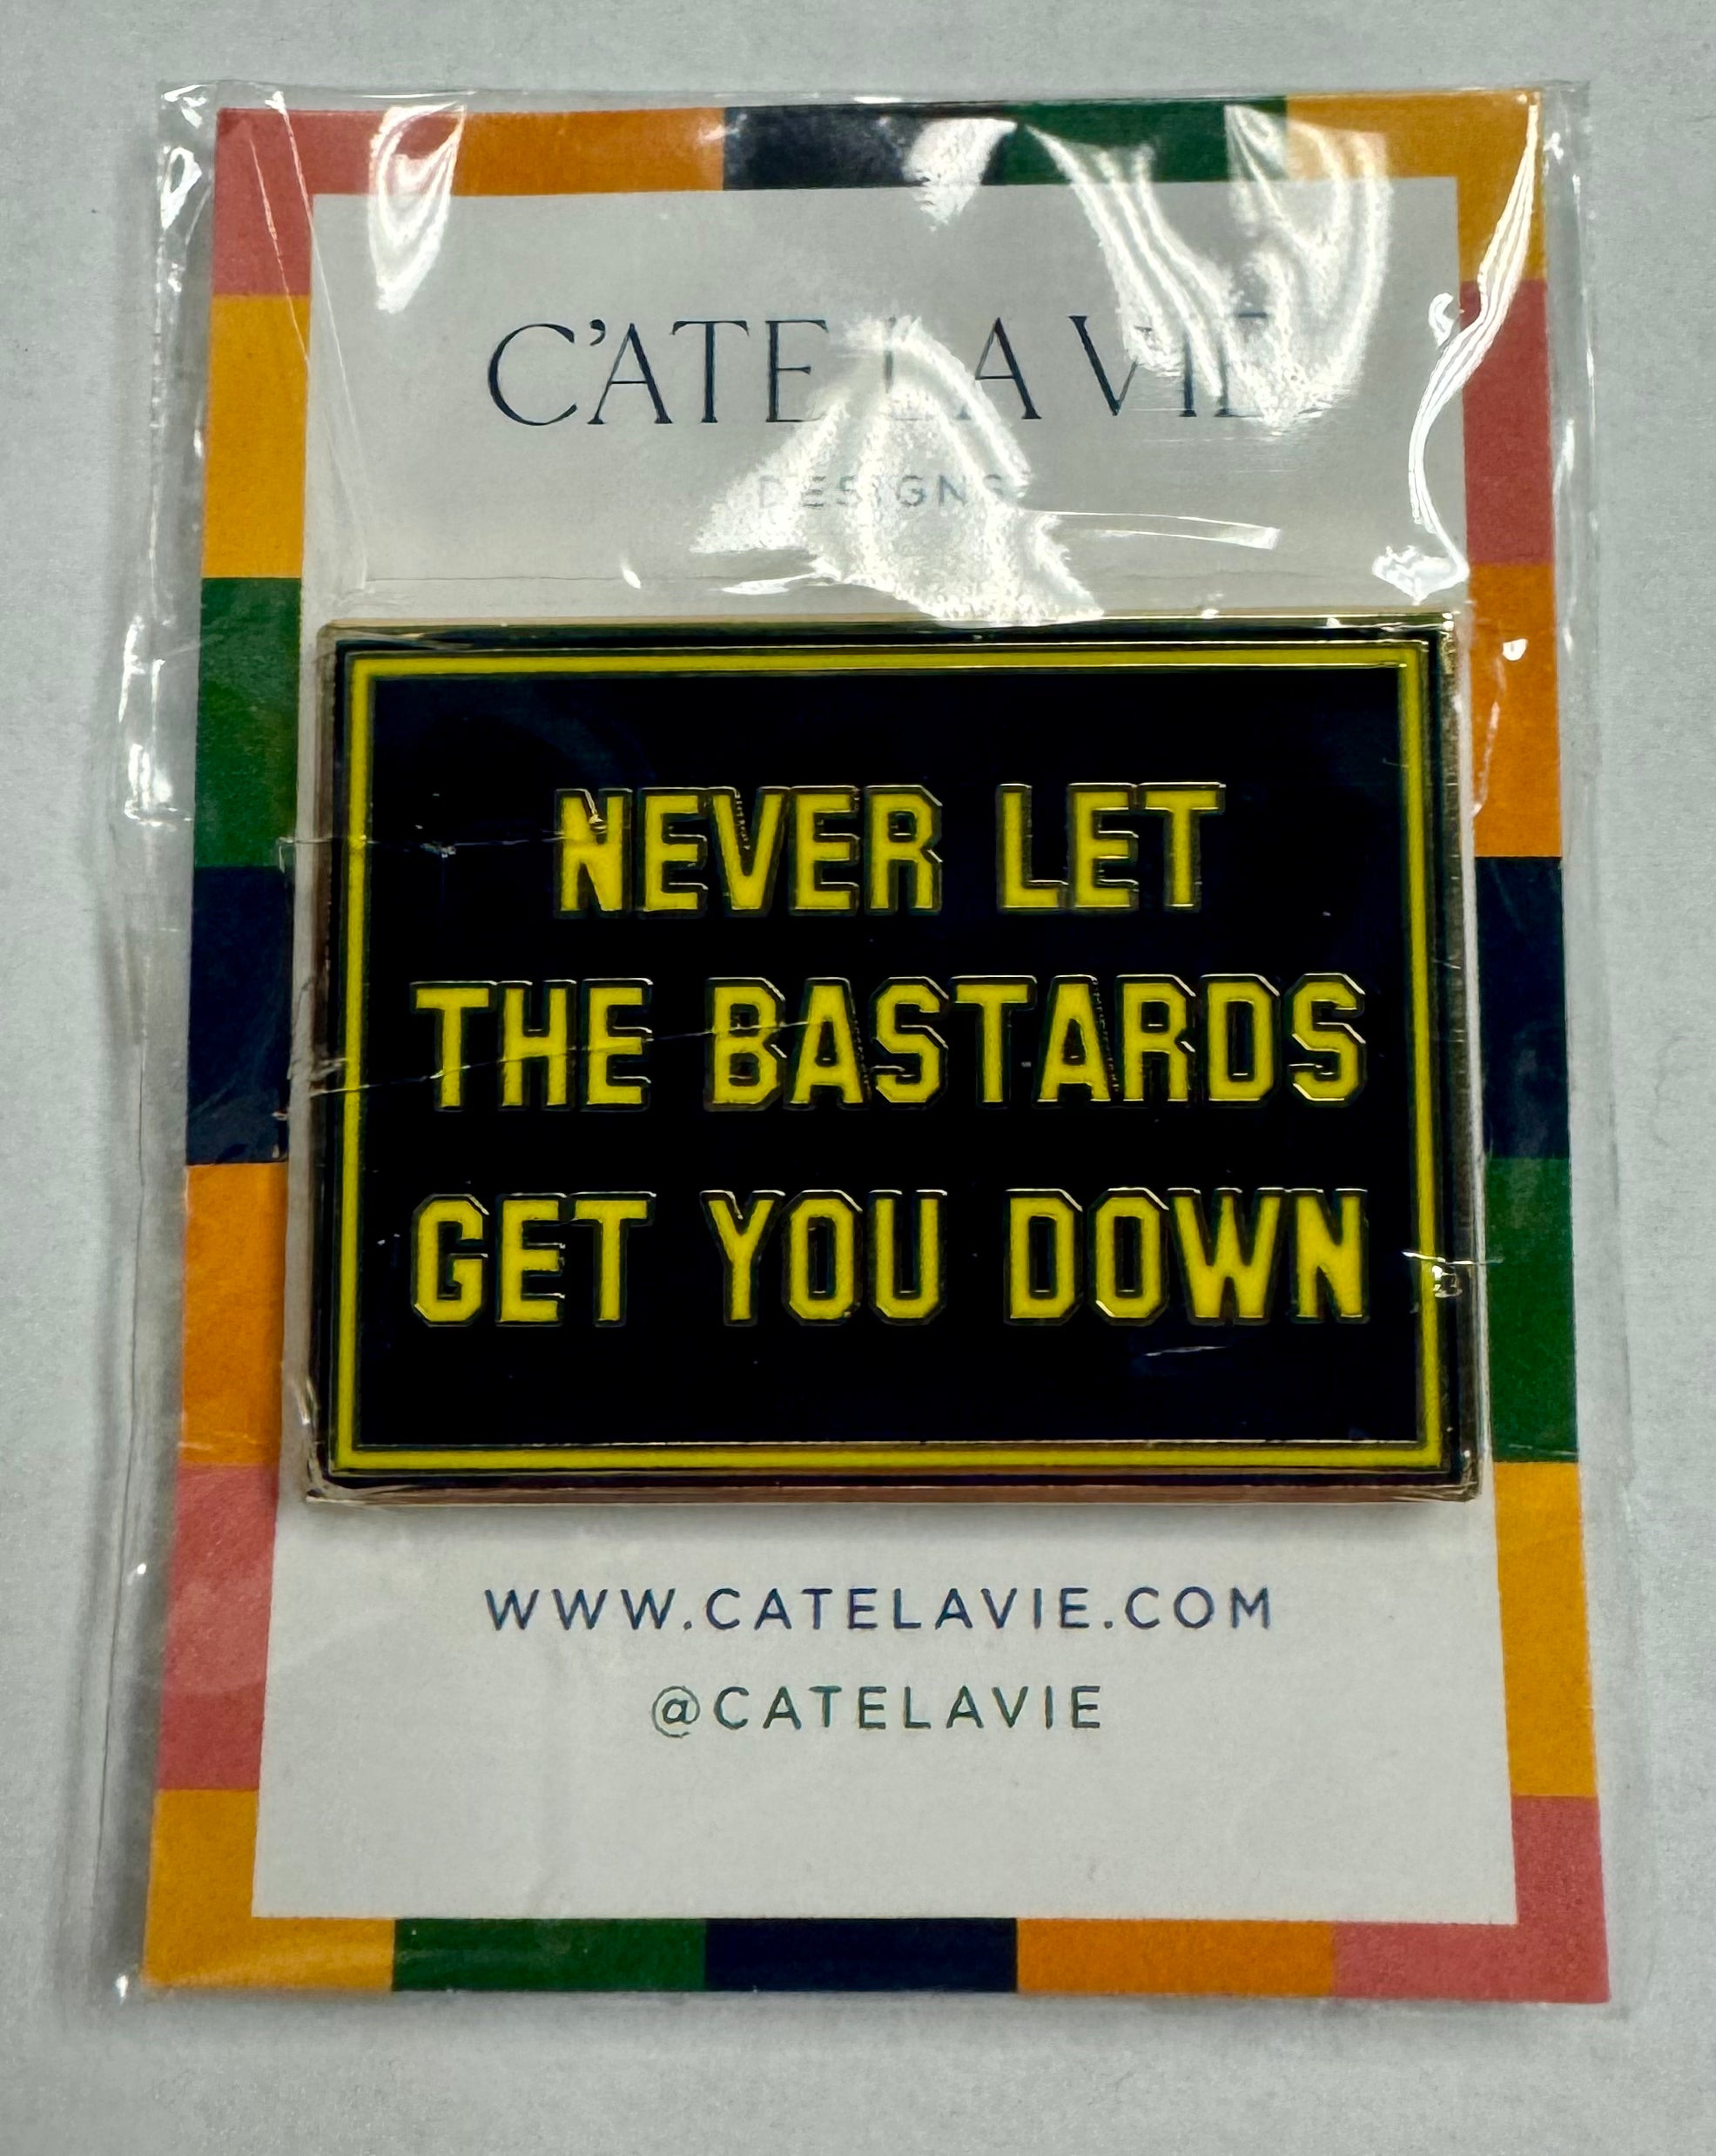 C'ATE LA VIE
DESIGNS
NEVER LET
THE BASTARDS
GET YOU DOWN
WWW.CATELAVIE.COM
@CATELAVIE